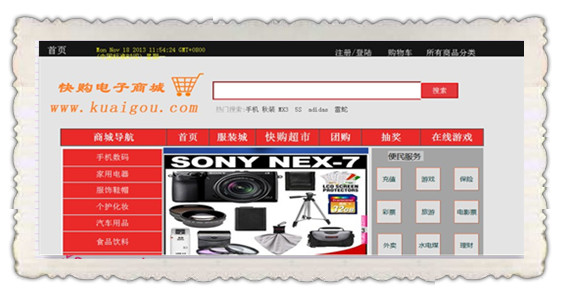 首页
Mon Nov 18 2013 11:54:24 GMT+0800
注册/登陆 购物车 所有商品分类
快购电子商城
www.kuaigou.com
搜索
热门搜索:手机 秋装 MX3 5S adidas 雷蛇
商城导航 首页 服装城 快购超市 团购 抽奖 在线游戏
手机数码
家用电器
服饰鞋帽
个护化妆
汽车用品
食品饮料
SONY NEX-7
LCD SCREEN
PROTECTORS
32GB
便民服务
充值 游戏 保险
彩票 旅游 电影票
外卖 水电煤 理财